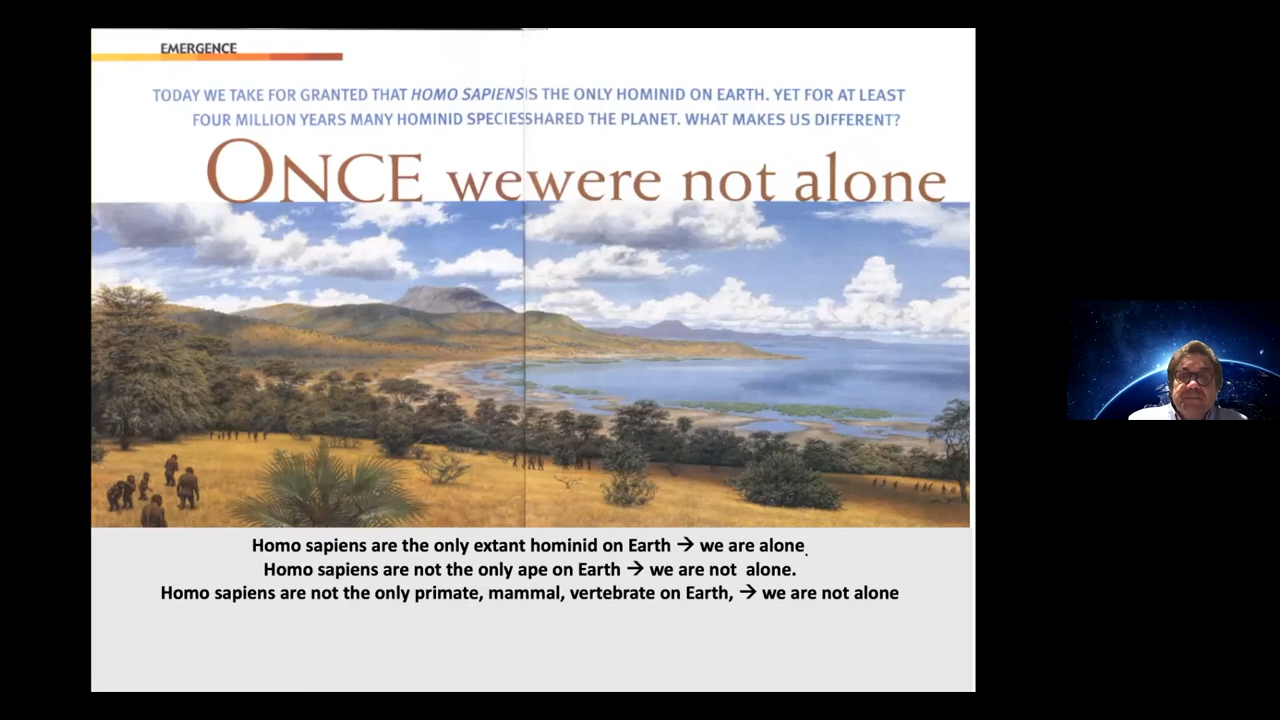 EMERGENCE
TODAY WE TAKE FOR GRANTED THAT HOMO SAPIENS IS THE ONLY HOMINID ON EARTH. YET FOR AT LEAST
FOUR MILLION YEARS MANY HOMINID SPECIES SHARED THE PLANET. WHAT MAKES US DIFFERENT?
ONCE we were not alone
Homo sapiens are the only extant hominid on Earth → we are alone.
Homo sapiens are not the only ape on Earth → we are not alone.
Homo sapiens are not the only primate, mammal, vertebrate on Earth, → we are not alone